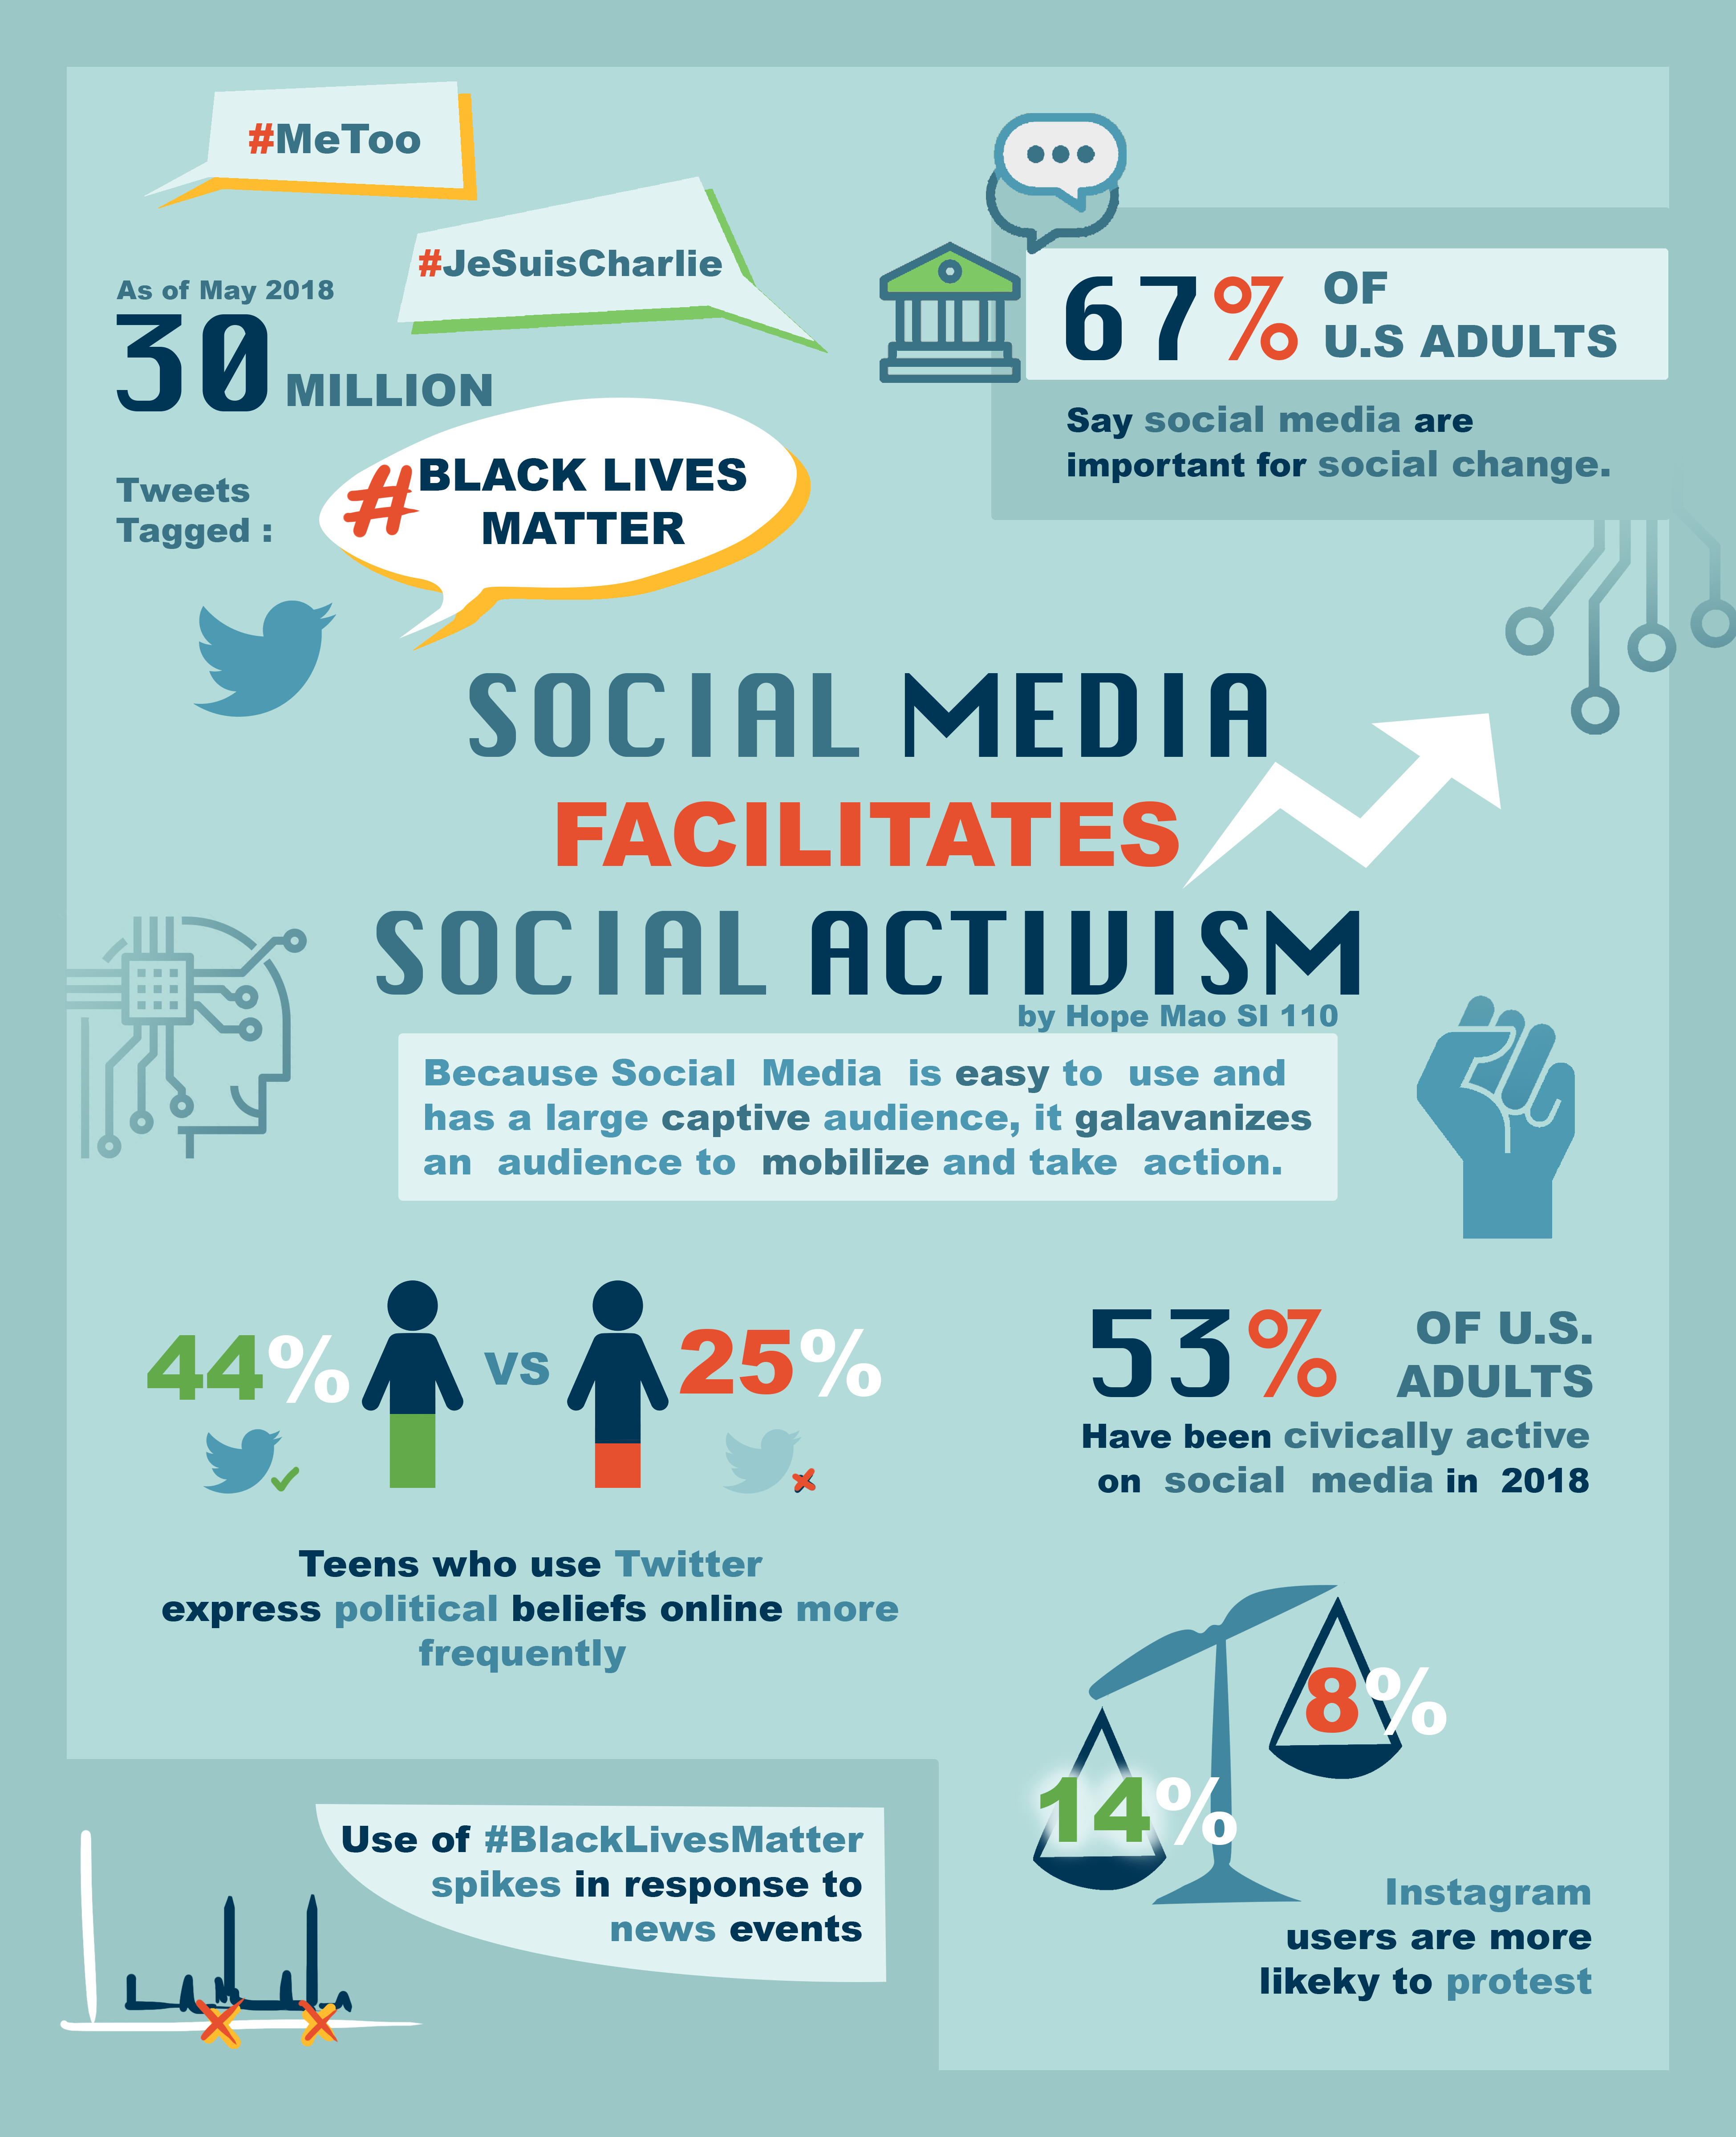 #MeToo
#JeSuisCharlie
As of May 2018
30 MILLION
Tweets
Tagged :
#BLACK LIVES
MATTER
67% OF
U.S ADULTS
Say social media are
important for social change.
SOCIAL MEDIA
FACILITATES
SOCIAL ACTIVISM
by Hope Mao SI 110
Because Social Media is easy to use and
has a large captive audience, it galavanizes
an audience to mobilize and take action.
44% VS 25%
Teens who use Twitter
express political beliefs online more
frequently
53% OF U.S.
ADULTS
Have been civically active
on social media in 2018
8%
14%
Instagram
users are more
likeky to protest
Use of #BlackLivesMatter
spikes in response to
news events